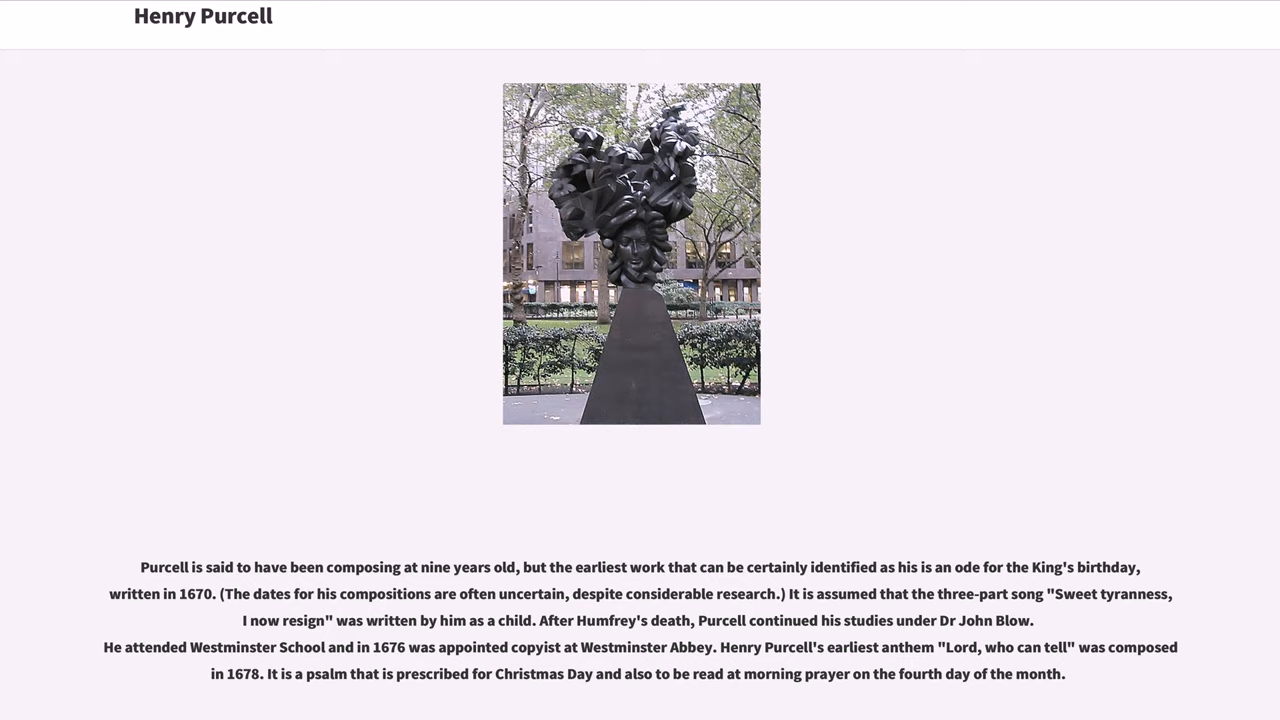 Henry Purcell
Purcell is said to have been composing at nine years old, but the earliest work that can be certainly identified as his is an ode for the King's birthday,
written in 1670. (The dates for his compositions are often uncertain, despite considerable research.) It is assumed that the three-part song "Sweet tyranness,
I now resign" was written by him as a child. After Humfrey's death, Purcell continued his studies under Dr John Blow.
He attended Westminster School and in 1676 was appointed copyist at Westminster Abbey. Henry Purcell's earliest anthem "Lord, who can tell" was composed
in 1678. It is a psalm that is prescribed for Christmas Day and also to be read at morning prayer on the fourth day of the month.